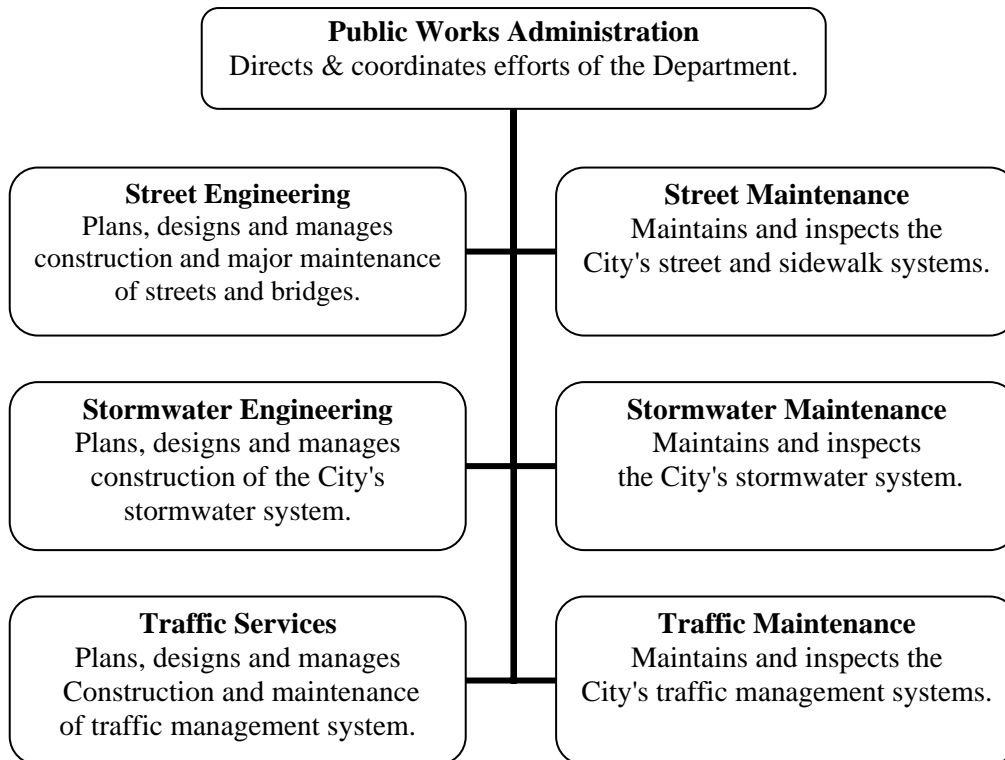 Public Works Administration
Directs & coordinates efforts of the Department.
Street Engineering
Plans, designs and manages
construction and major maintenance
of streets and bridges.
Street Maintenance
Maintains and inspects the
City's street and sidewalk systems.
Stormwater Engineering
Plans, designs and manages
construction of the City's
stormwater system.
Stormwater Maintenance
Maintains and inspects
the City's stormwater system.
Traffic Services
Plans, designs and manages
Construction and maintenance
of traffic management system.
Traffic Maintenance
Maintains and inspects the
City's traffic management systems.